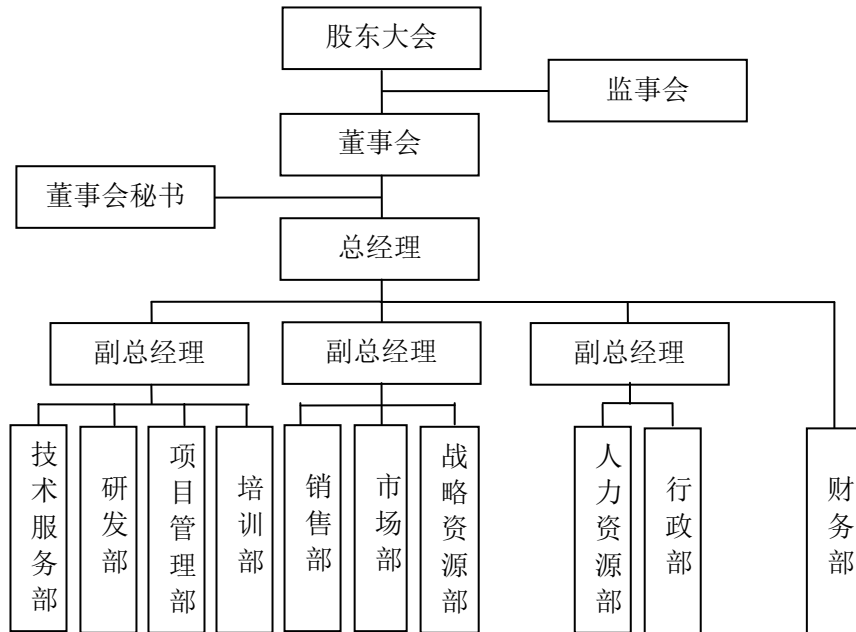 股东大会
监事会
董事会
董事会秘书
总经理
副总经理
副总经理
副总经理
技术服务部
研发部
项目管理部
培训部
销售部
市场部
战略资源部
人力资源部
行政部
财务部